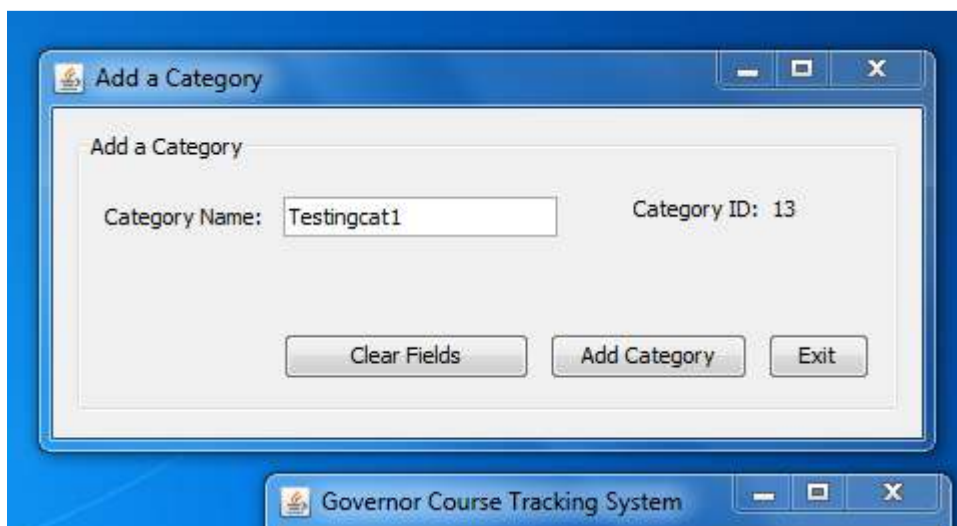 Add a Category
Add a Category
Category Name: Testingcat1 Category ID: 13
Clear Fields Add Category Exit
Governor Course Tracking System